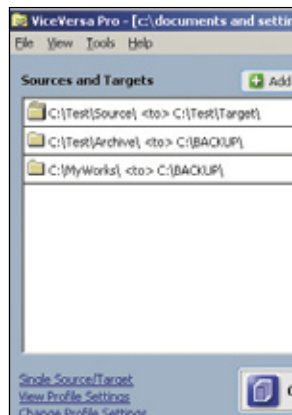 ViceVersa Pro - [c:\documents and settin
File View Tools Help
Sources and Targets
Add
C:\Test\Source\ <to> C:\Test\Target\
C:\Test\Archive\ <to> C:\BACKUP\
C:\MyWorks\ <to> C:\BACKUP\
Single Source/Target
View Profile Settings
Change Profile Settings